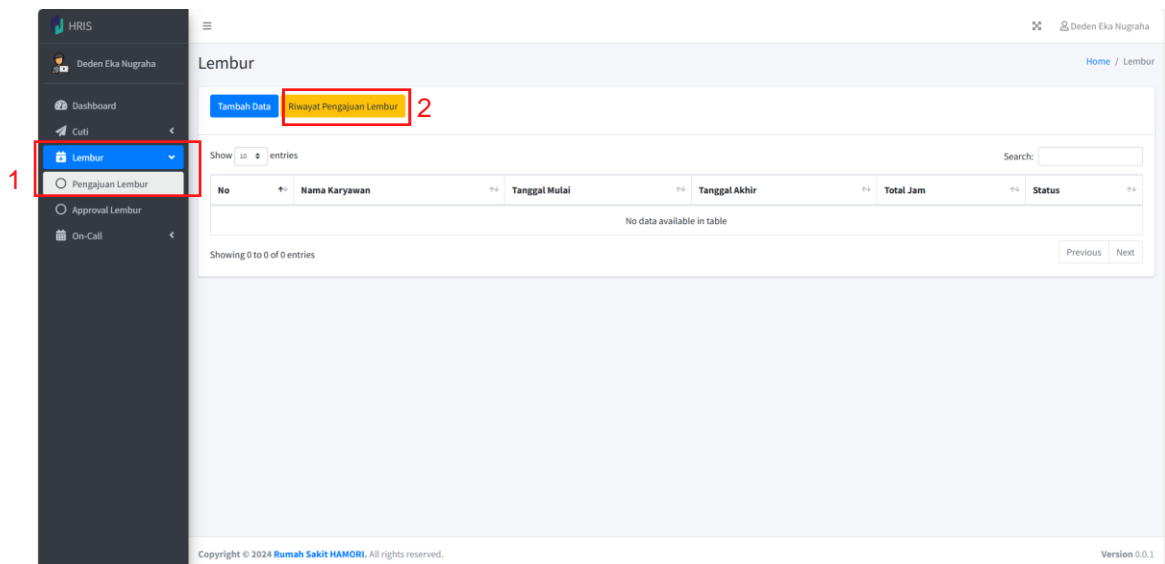 HRIS
Deden Eka Nugraha
Deden Eka Nugraha
Lembur
Home / Lembur
Dashboard
Cuti
Lembur
Pengajuan Lembur
Approval Lembur
On-Call
1
Tambah Data
Riwayat Pengajuan Lembur
2
Show 10 entries
Search:
No Nama Karyawan Tanggal Mulai Tanggal Akhir Total Jam Status
No data available in table
Showing 0 to 0 of 0 entries
Previous Next
Copyright © 2024 Rumah Sakit HAMORI. All rights reserved.
Version 0.0.1